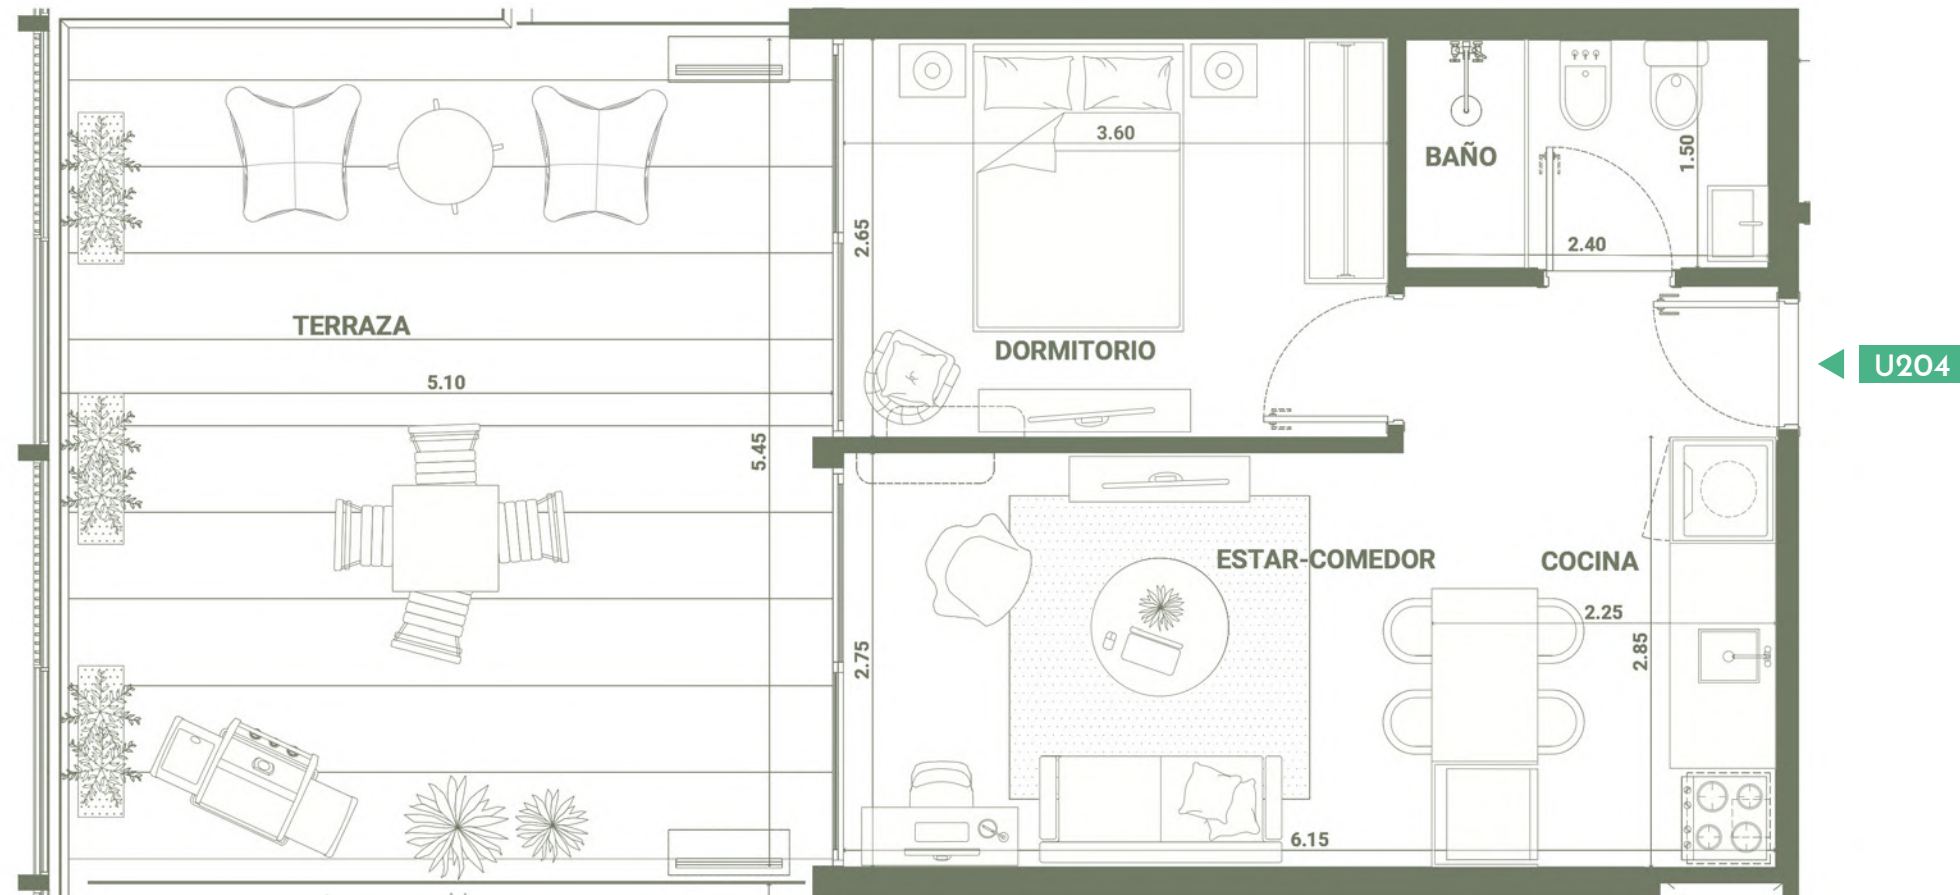 3.60
BAÑO
1.50
2.65
2.40
TERRAZA
DORMITORIO
U204
5.10
5.45
ESTAR-COMEDOR
COCINA
2.25
2.75
2.85
6.15